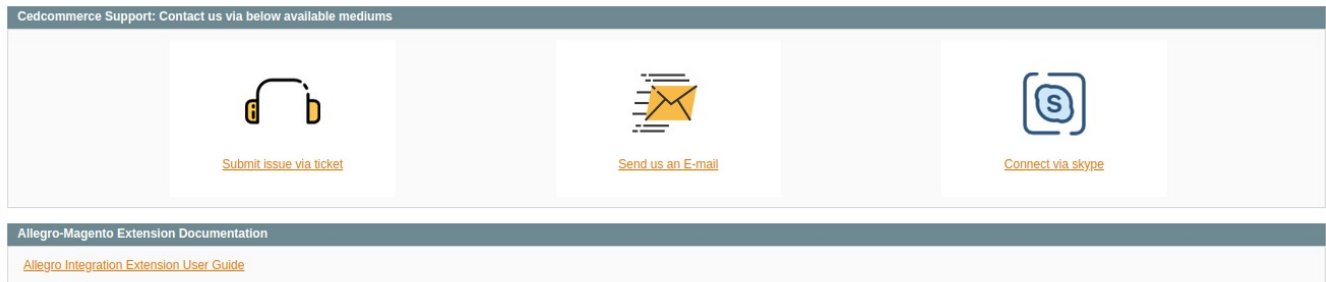 Cedcommerce Support: Contact us via below available mediums
S
Submit issue via ticket
Send us an E-mail
Connect via skype
Allegro-Magento Extension Documentation
Allegro Integration Extension User Guide